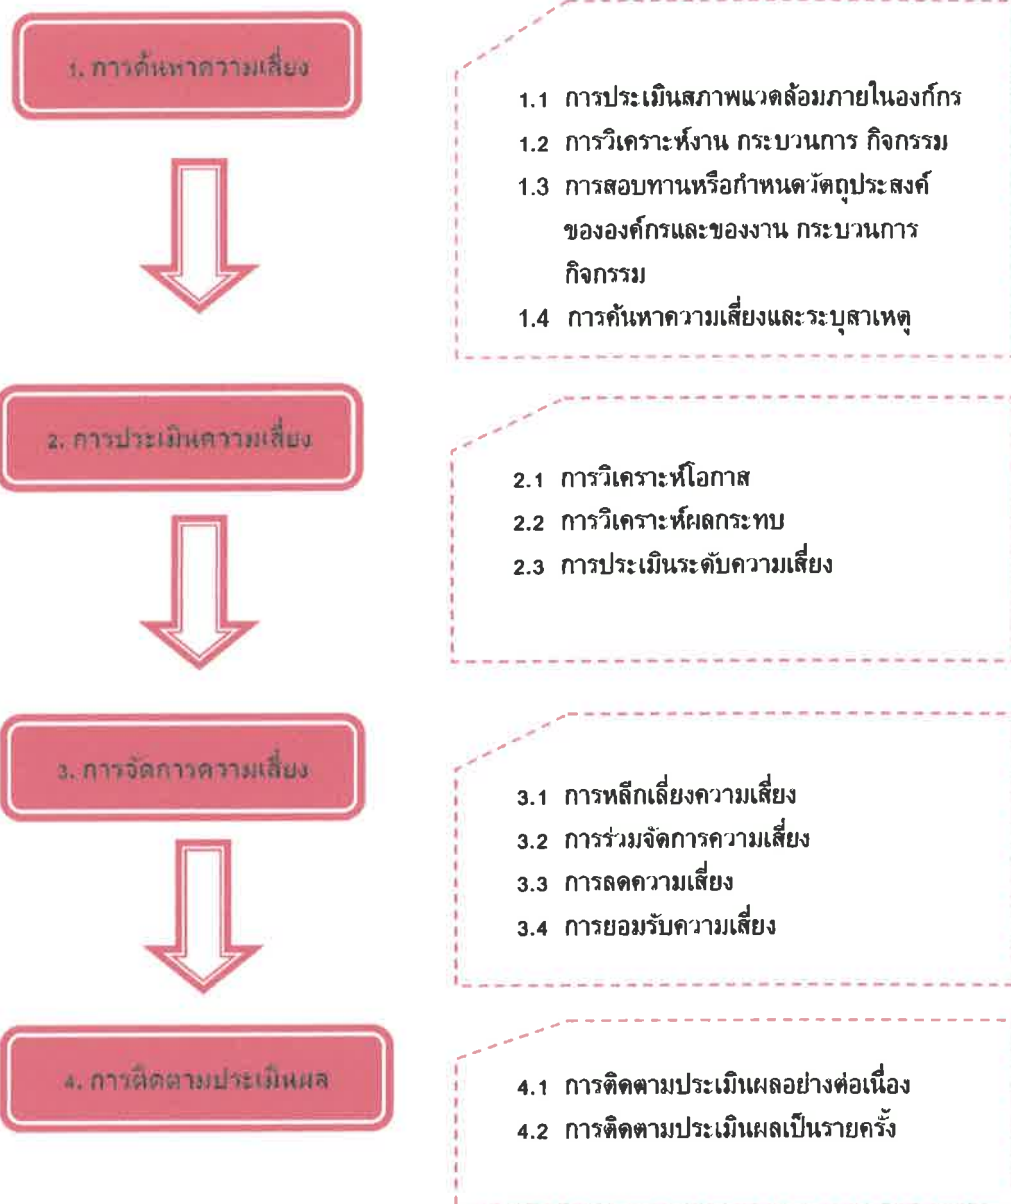 1. การค้นหาความเสี่ยง
1.1 การประเมินสภาพแวดล้อมภายในองค์กร
1.2 การวิเคราะห์งาน กระบวนการ กิจกรรม
1.3 การสอบทานหรือกำหนดวัตถุประสงค์
ขององค์กรและของงาน กระบวนการ
กิจกรรม
1.4 การค้นหาความเสี่ยงและระบุสาเหตุ
2. การประเมินความเสี่ยง
2.1 การวิเคราะห์โอกาส
2.2 การวิเคราะห์ผลกระทบ
2.3 การประเมินระดับความเสี่ยง
3. การจัดการความเสี่ยง
3.1 การหลีกเลี่ยงความเสี่ยง
3.2 การร่วมจัดการความเสี่ยง
3.3 การลดความเสี่ยง
3.4 การยอมรับความเสี่ยง
4. การติดตามประเมินผล
4.1 การติดตามประเมินผลอย่างต่อเนื่อง
4.2 การติดตามประเมินผลเป็นรายครั้ง